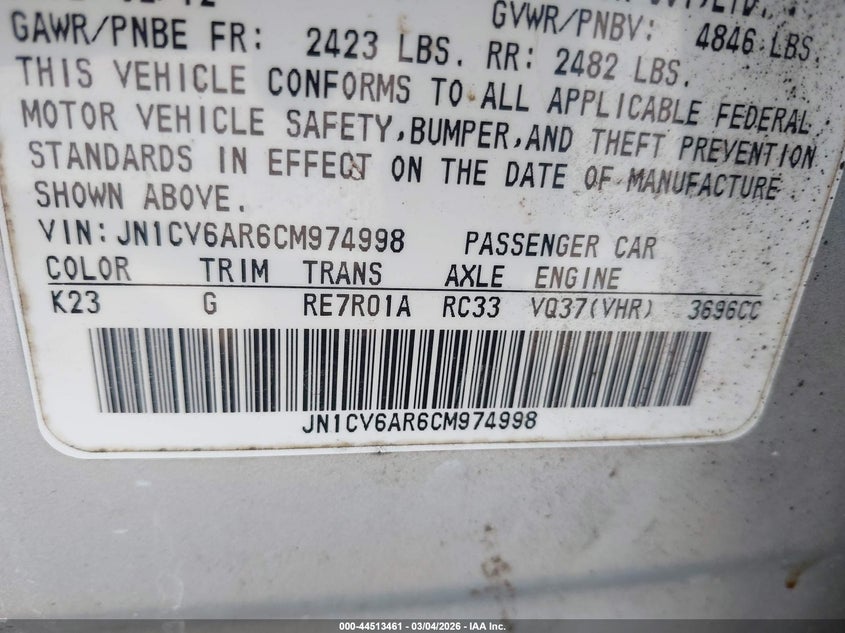 GVWR/PNBV: 4846 LBS.
GAWR/PNBE FR: 2423 LBS. RR: 2482 LBS.
THIS VEHICLE CONFORMS TO ALL APPLICABLE FEDERAL
MOTOR VEHICLE SAFETY, BUMPER, AND THEFT PREVENTION
STANDARDS IN EFFECT ON THE DATE OF MANUFACTURE
SHOWN ABOVE.
VIN: JN1CV6AR6CM974998 PASSENGER CAR
COLOR TRIM TRANS AXLE ENGINE
K23 G RE7R01A RC33 VQ37(VHR) 3696CC
JN1CV6AR6CM974998
000-44513461 - 03/04/2026 - IAA Inc.